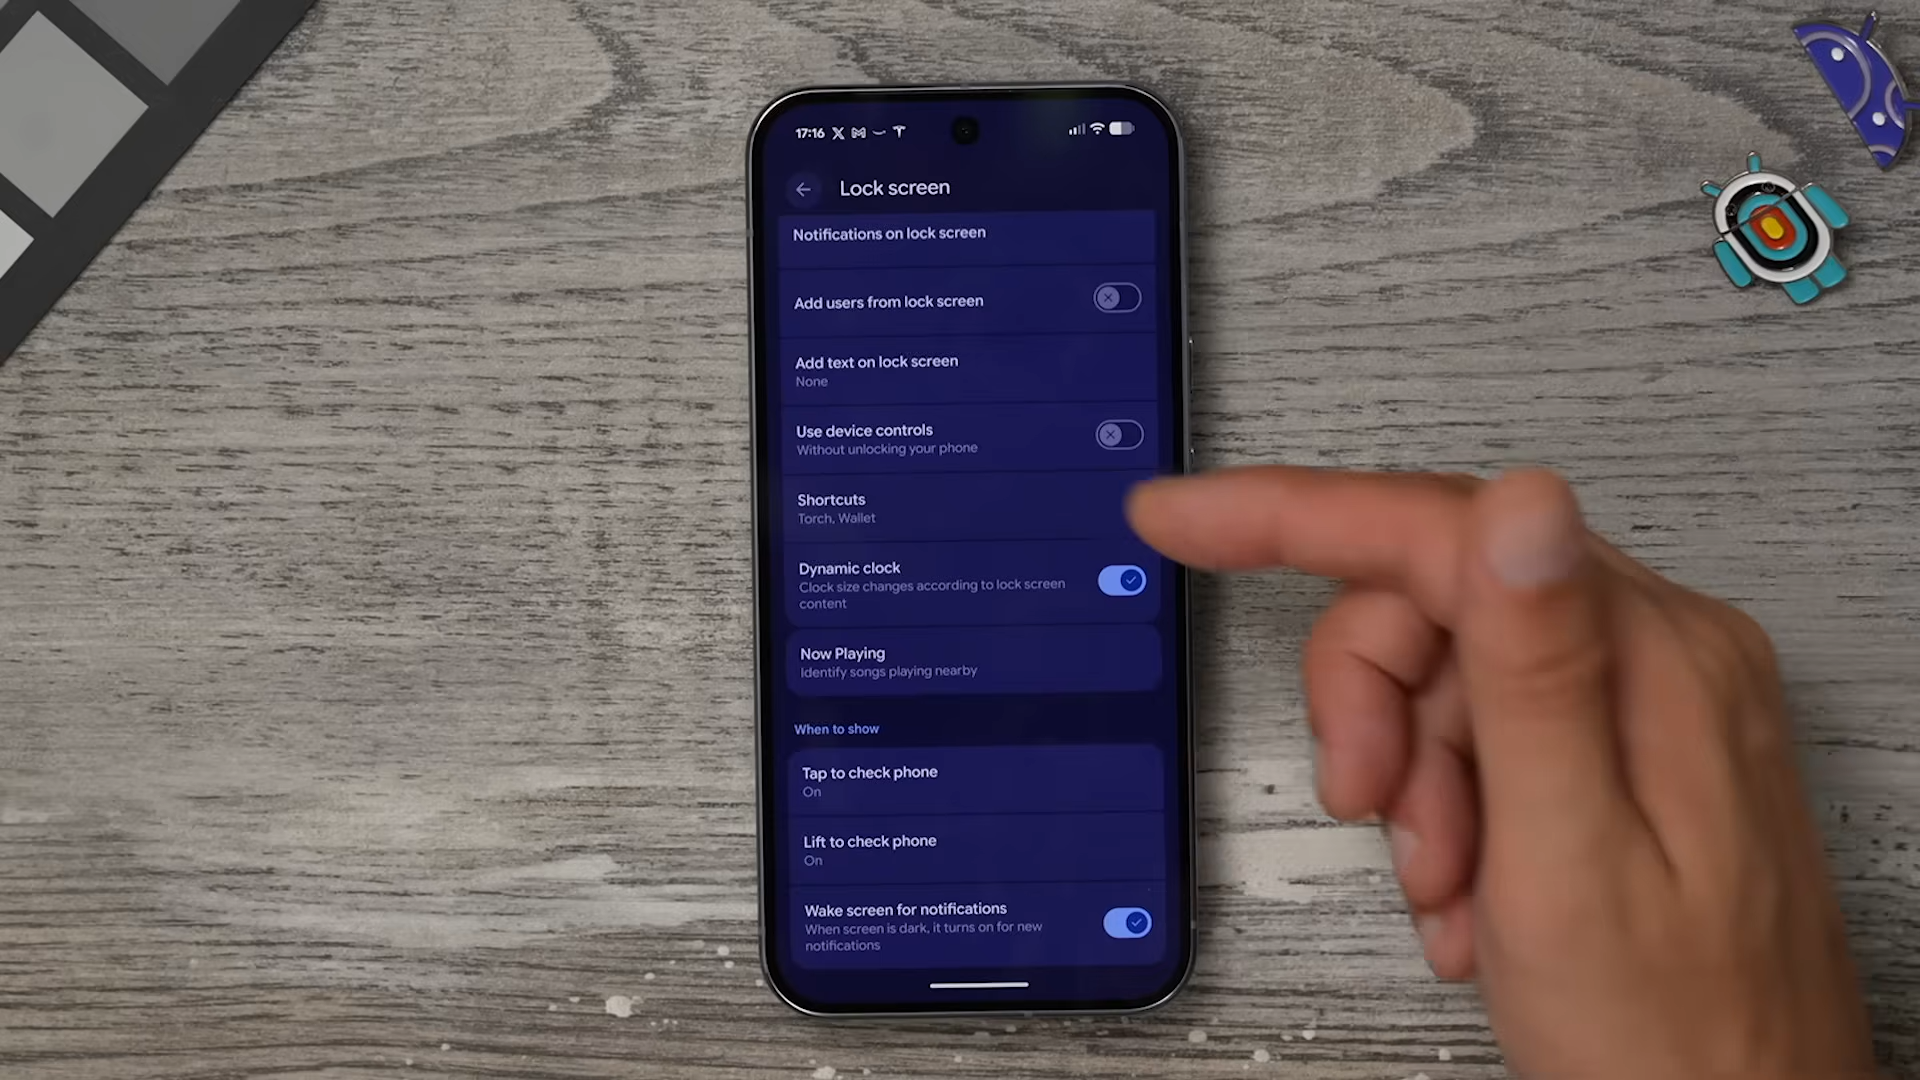 17:16
Lock screen
Notifications on lock screen
Add users from lock screen
Add text on lock screen
None
Use device controls
Without unlocking your phone
Shortcuts
Torch, Wallet
Dynamic clock
Clock size changes according to lock screen
content
Now Playing
Identify songs playing nearby
When to show
Tap to check phone
On
Lift to check phone
On
Wake screen for notifications
When screen is dark, it turns on for new
notifications